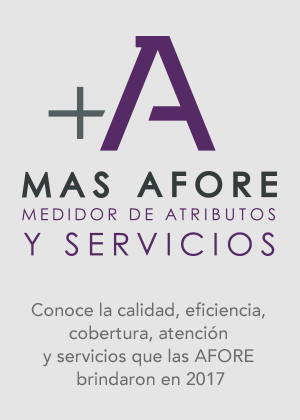 +A
MAS AFORE
MEDIDOR DE ATRIBUTOS
Y SERVICIOS
Conoce la calidad, eficiencia,
cobertura, atención
y servicios que las AFORE
brindaron en 2017